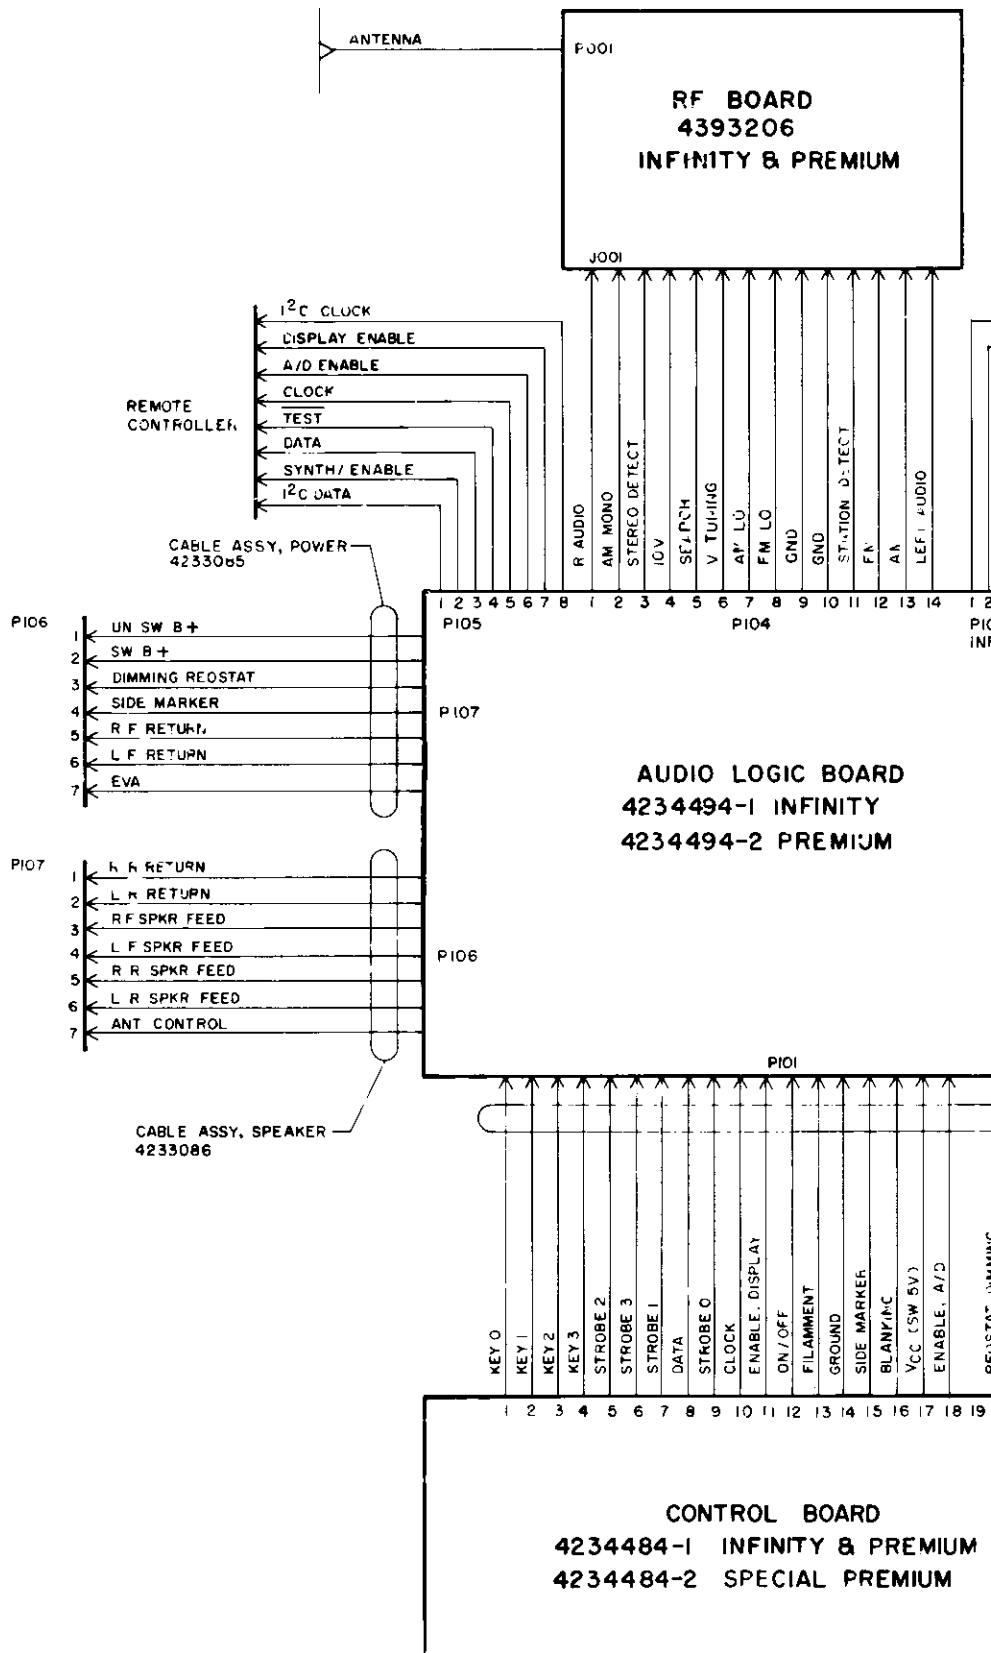 ANTENNA
P001
RF BOARD
4393206
INFINITY & PREMIUM
J001
I²C CLOCK
DISPLAY ENABLE
A/D ENABLE
CLOCK
TEST
DATA
SYNTH/ ENABLE
I²C DATA
REMOTE
CONTROLLER
R AUDIO
AM MONO
STEREO DETECT
10V
SEARCH
V TUNING
AM LO
FM LO
GND
GND
STATION DETECT
FM
AM
LEFT AUDIO
CABLE ASSY, POWER
4233085
1 2 3 4 5 6 7 8
1 2 3 4 5 6 7 8 9 10 11 12 13 14
1 2
P105
P104
P106
1 UN SW B+
2 SW B+
3 DIMMING REOSTAT
4 SIDE MARKER
5 R F RETURN
6 L F RETURN
7 EVA
P107
AUDIO LOGIC BOARD
4234494-1 INFINITY
4234494-2 PREMIUM
P107
1 R R RETURN
2 L R RETURN
3 RF SPKR FEED
4 L F SPKR FEED
5 R R SPKR FEED
6 L R SPKR FEED
7 ANT CONTROL
P106
P101
CABLE ASSY, SPEAKER
4233086
KEY 0
KEY 1
KEY 2
KEY 3
STROBE 2
STROBE 3
STROBE 1
DATA
STROBE 0
CLOCK
ENABLE, DISPLAY
ON/OFF
FILAMMENT
GROUND
SIDE MARKER
BLANKING
VCC (SW 5V)
ENABLE, A/D
1 2 3 4 5 6 7 8 9 10 11 12 13 14 15 16 17 18 19
CONTROL BOARD
4234484-1 INFINITY & PREMIUM
4234484-2 SPECIAL PREMIUM